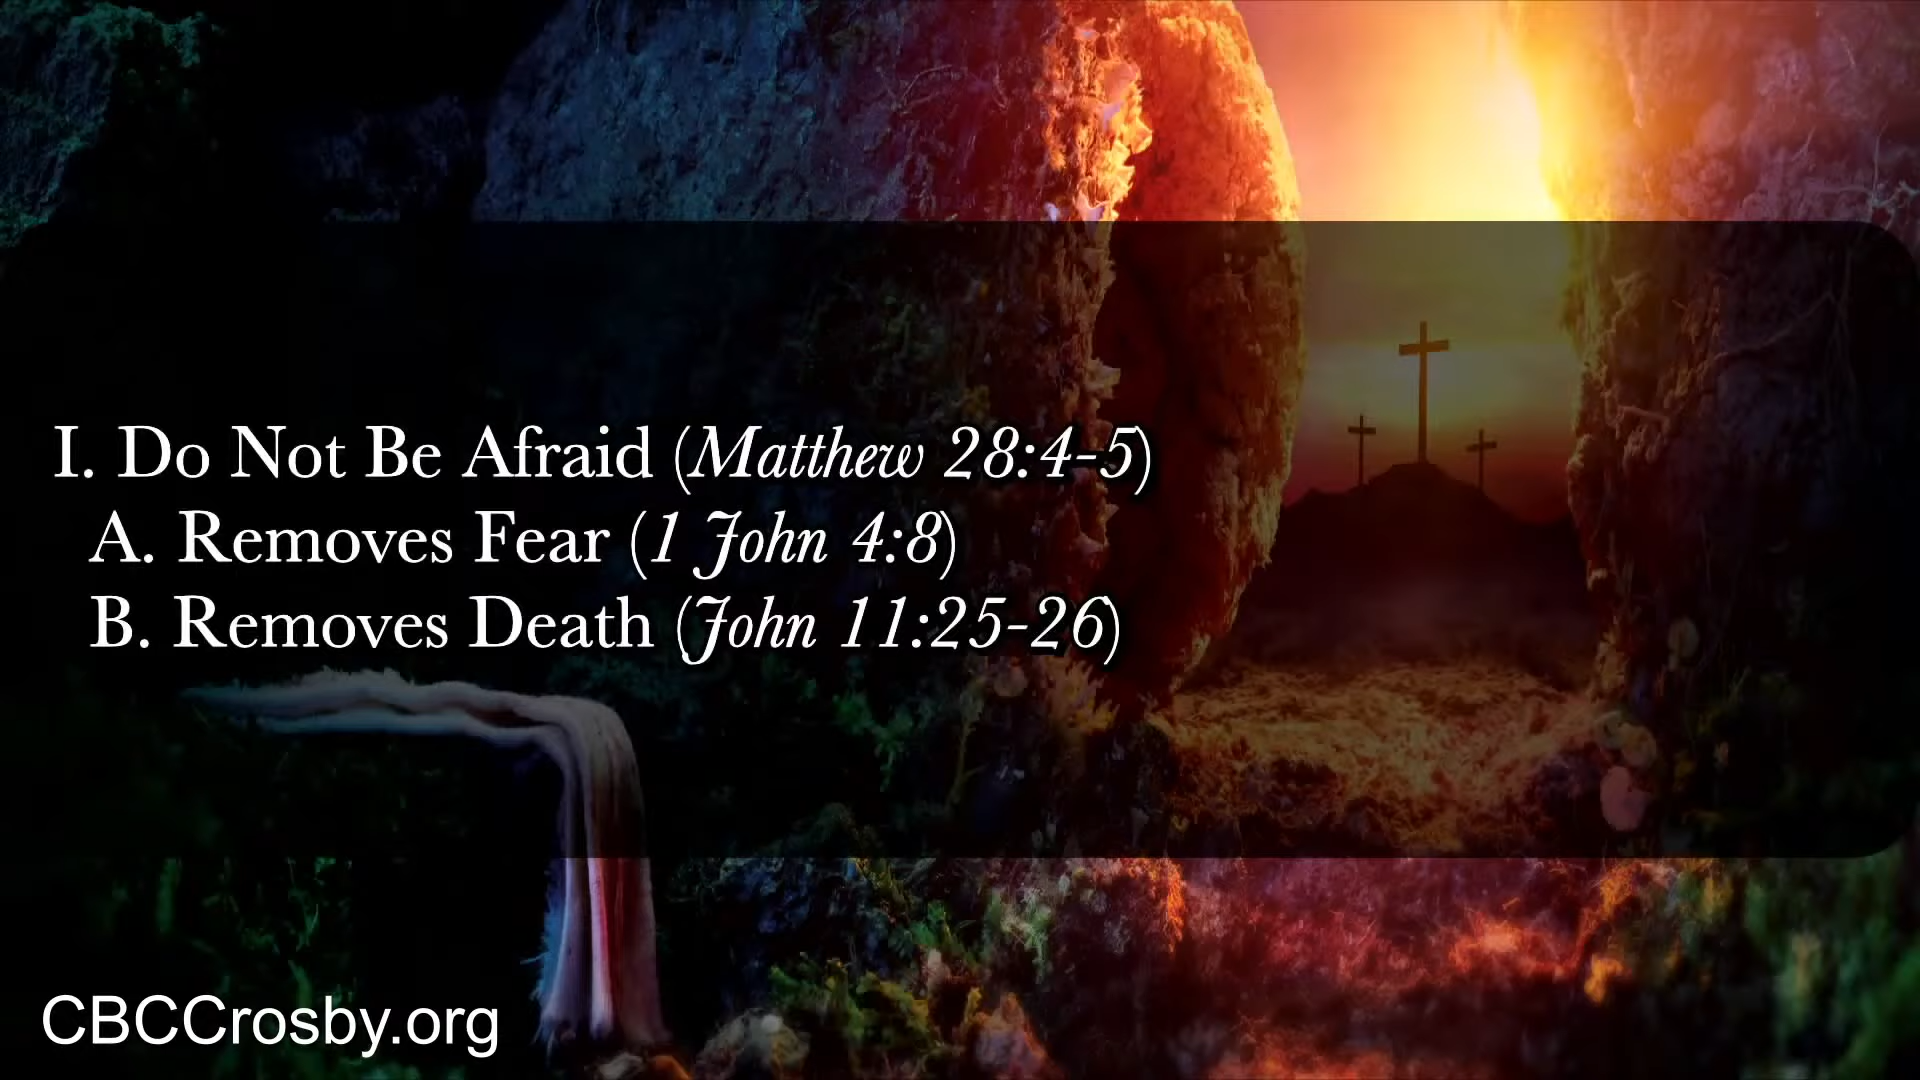 I. Do Not Be Afraid (Matthew 28:4-5)
A. Removes Fear (1 John 4:8)
B. Removes Death (John 11:25-26)
CBCCrosby.org